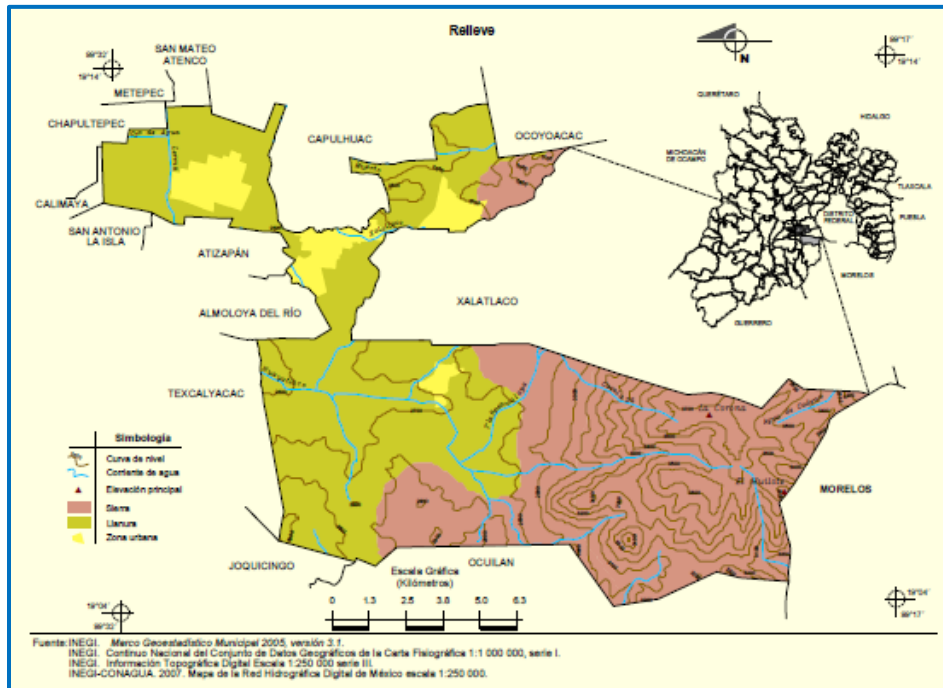 Relieve
99°32´
19°14´
SAN MATEO
ATENCO
METEPEC
CHAPULTEPEC
CAPULHUAC
OCOYOACAC
CALIMAYA
SAN ANTONIO
LA ISLA
ATIZAPÁN
ALMOLOYA DEL RÍO
XALATLACO
TEXCALYACAC
N
99°17´
19°14´
QUERÉTARO
HIDALGO
MICHOACÁN
DE OCAMPO
TLAXCALA
DISTRITO
FEDERAL
PUEBLA
MORELOS
GUERRERO
La Corona
MORELOS
Simbología
Curva de nivel
Corriente de agua
Elevación principal
Sierra
Llanura
Zona urbana
JOQUICINGO
OCUILAN
Escala Gráfica
(Kilómetros)
0 1.3 2.5 3.8 5.0 6.3
19°04´
99°32´
19°04´
99°17´
Fuente: INEGI. Marco Geoestadístico Municipal 2005, versión 3.1.
INEGI. Continuo Nacional del Conjunto de Datos Geográficos de la Carta Fisiográfica 1:1 000 000, serie I.
INEGI. Información Topográfica Digital Escala 1:250 000 serie III.
INEGI-CONAGUA. 2007. Mapa de la Red Hidrográfica Digital de México escala 1:250 000.